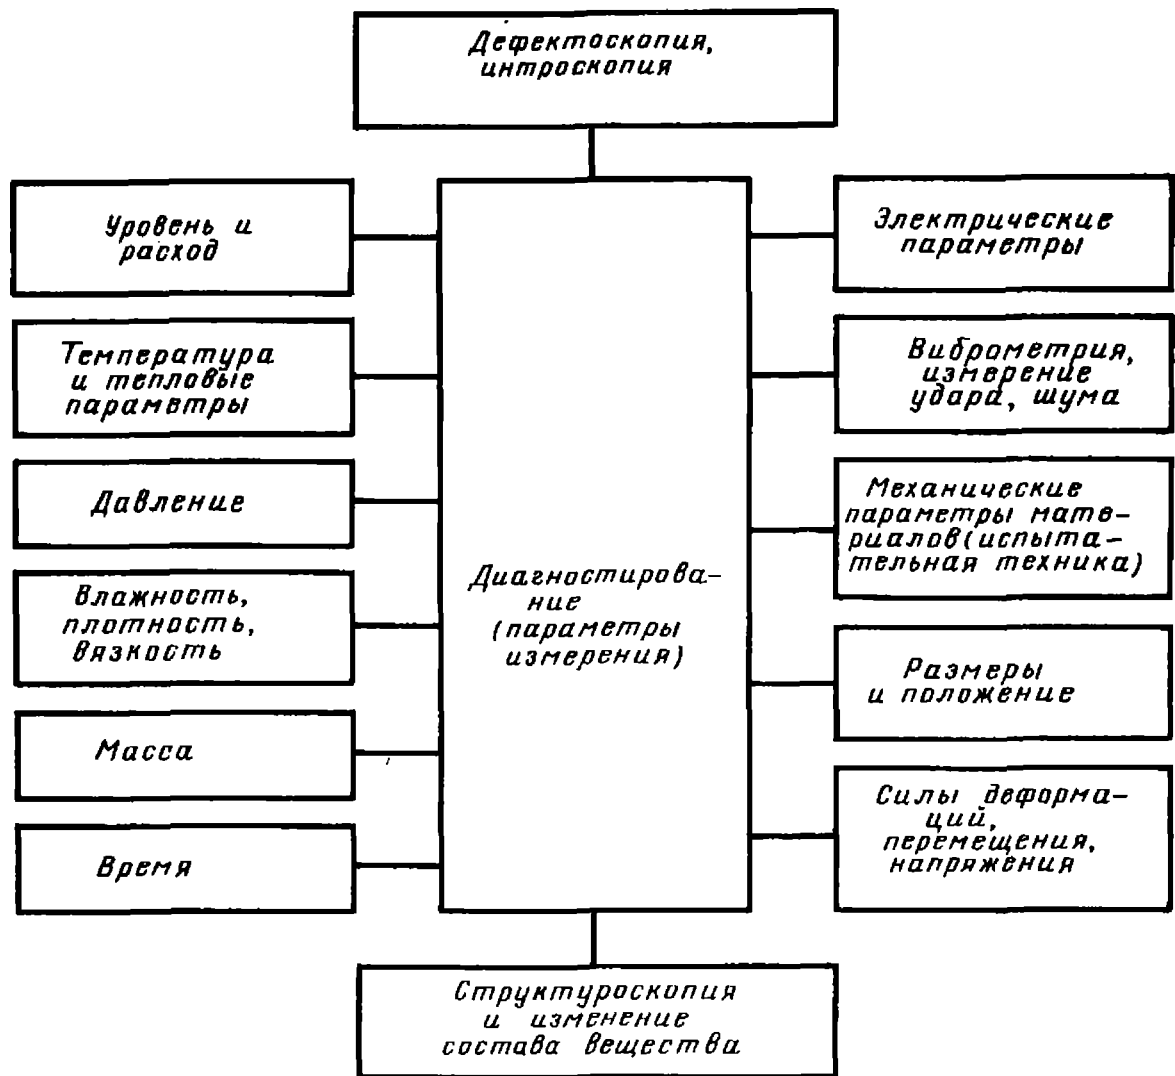 Дефектоскопия,
интроскопия
Уровень и
расход
Температура
и тепловые
параметры
Давление
Влажность,
плотность,
вязкость
Масса
Время
Диагностирова-
ние
(параметры
измерения)
Электрические
параметры
Виброметрия,
измерение
удара, шума
Механические
параметры мате-
риалов (испыта-
тельная техника)
Размеры
и положение
Силы деформа-
ций,
перемещения,
напряжения
Структуроскопия
и изменение
состава вещества